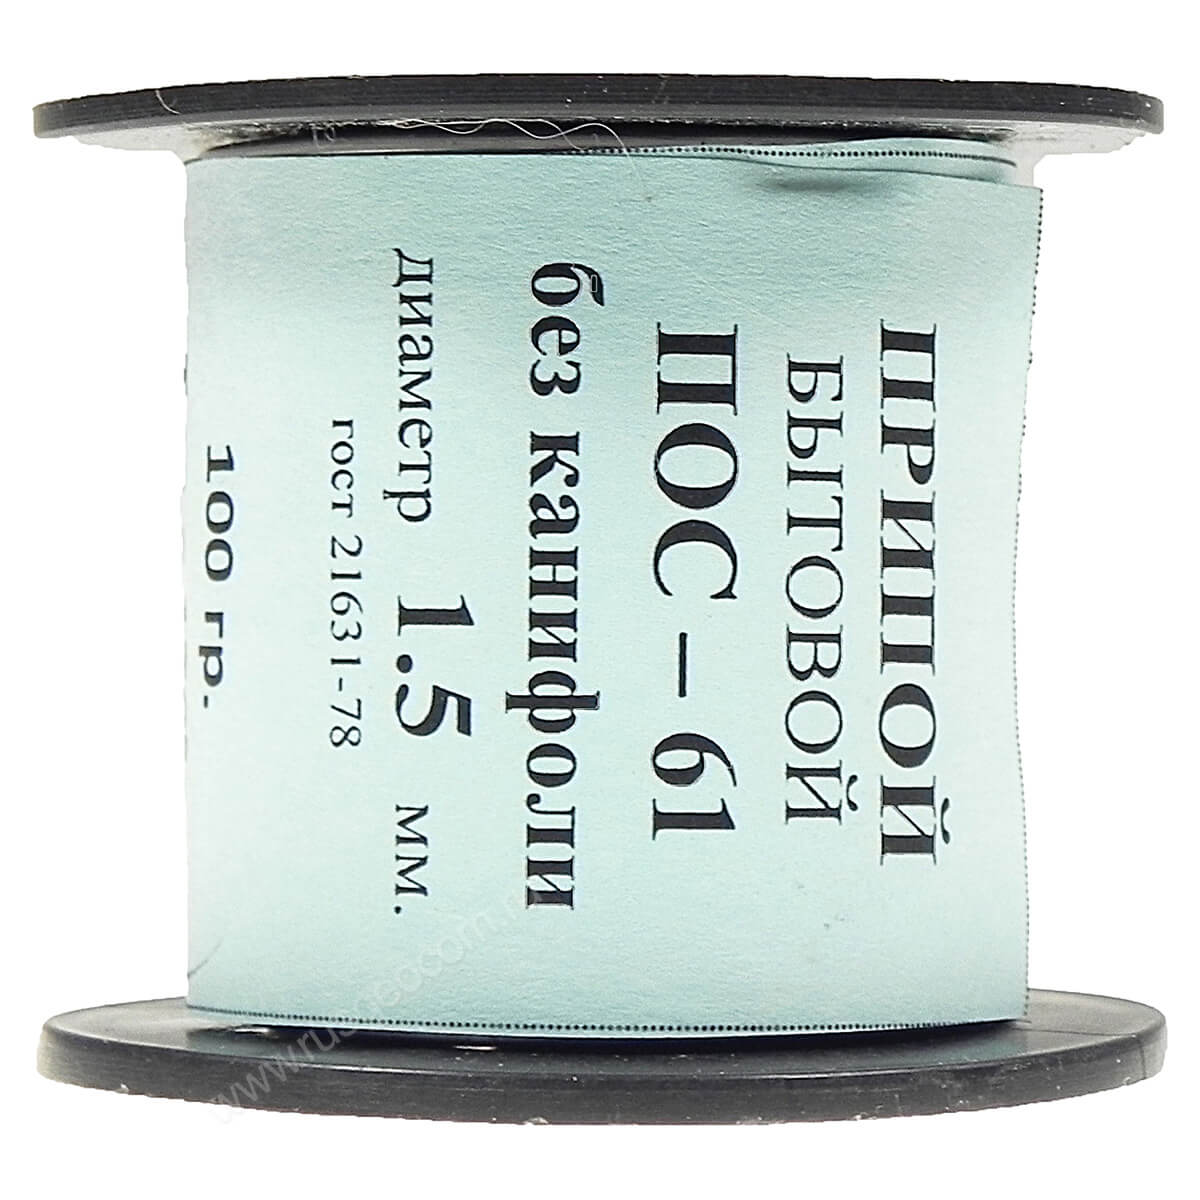 ПРИПОЙ
БЫТОВОЙ
ПОС – 61
без канифоли
диаметр 1.5 мм.
гост 21631-78
100 гр.